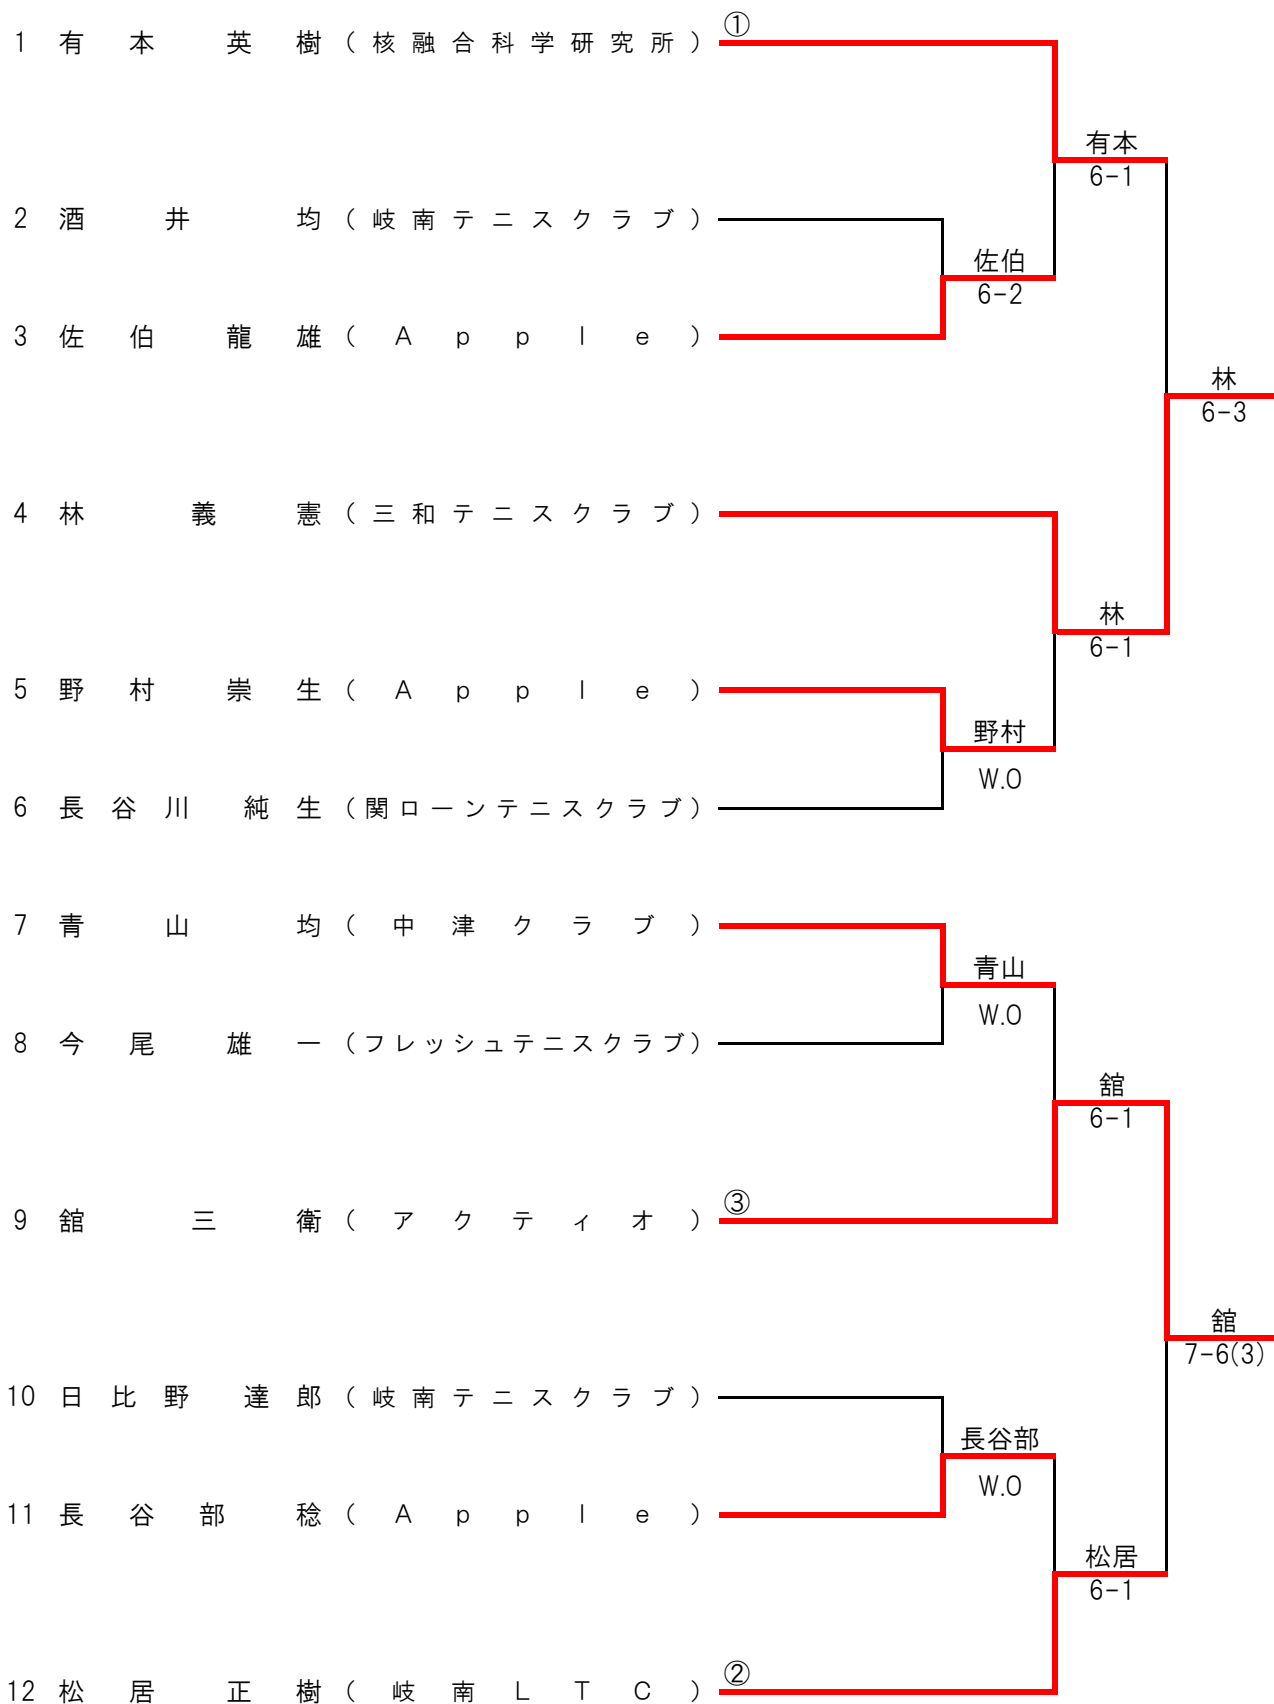 ①
1 有本 英樹 (核融合科学研究所)
有本
6-1
2 酒井 均 (岐南テニスクラブ)
佐伯
6-2
3 佐伯 龍雄 (Apple)
林
6-3
4 林 義憲 (三和テニスクラブ)
林
6-1
5 野村 崇生 (Apple)
野村
W.O
6 長谷川 純生 (関ローンテニスクラブ)
7 青山 均 (中津クラブ)
青山
W.O
8 今尾 雄一 (フレッシュテニスクラブ)
舘
6-1
③
9 舘 三衛 (アクティオ)
舘
7-6(3)
10 日比野 達郎 (岐南テニスクラブ)
長谷部
W.O
11 長谷部 稔 (Apple)
松居
6-1
②
12 松居 正樹 (岐南LTC)